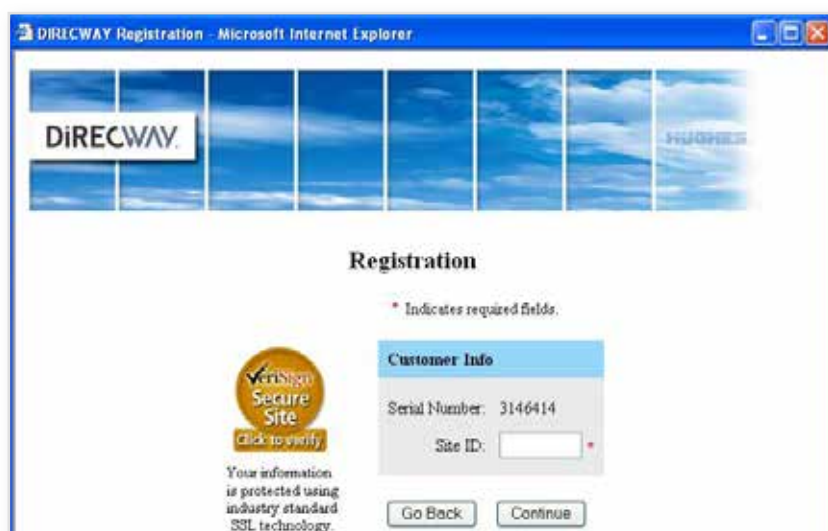 DIRECWAY Registration - Microsoft Internet Explorer
DiRECWAY.
HUGHES
Registration
* Indicates required fields.
Customer Info
Serial Number: 3146414
Site ID: *
VeriSign
Secure
Site
Click to verify
Your information
is protected using
industry standard
SSL technology.
Go Back Continue